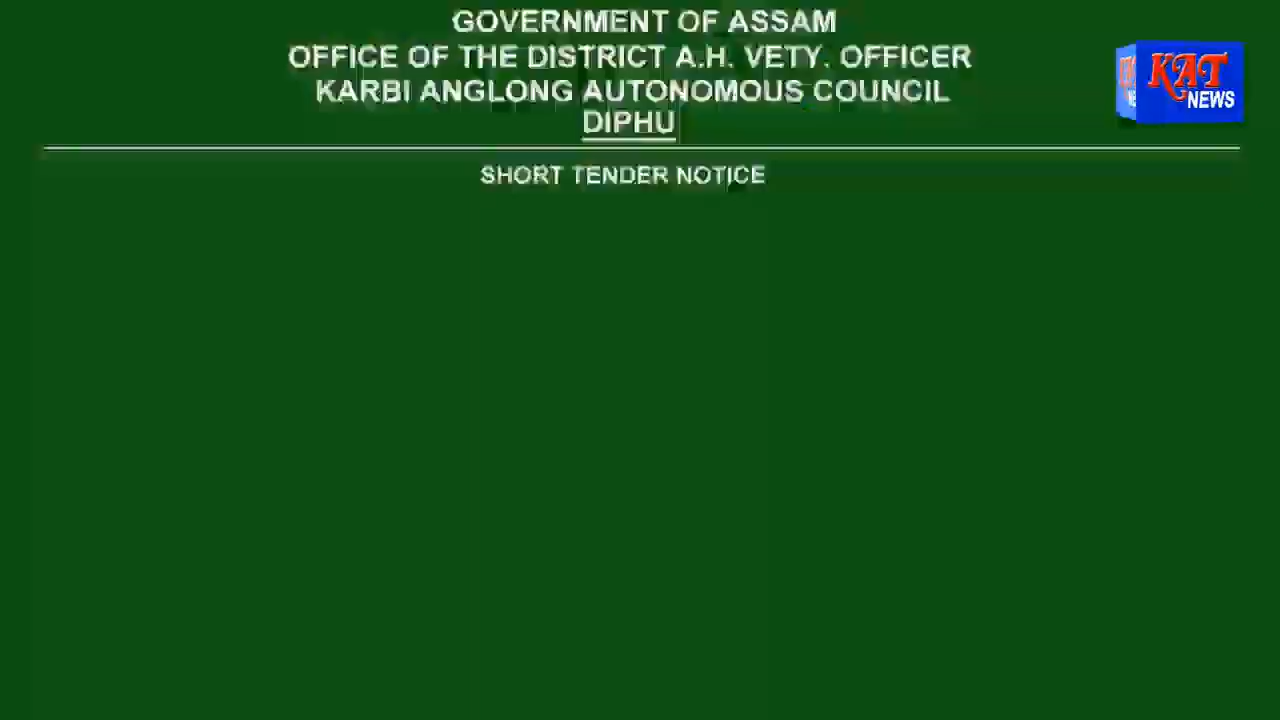 GOVERNMENT OF ASSAM
OFFICE OF THE DISTRICT A.H. VETY. OFFICER
KARBI ANGLONG AUTONOMOUS COUNCIL
DIPHU
KAT
NEWS
SHORT TENDER NOTICE